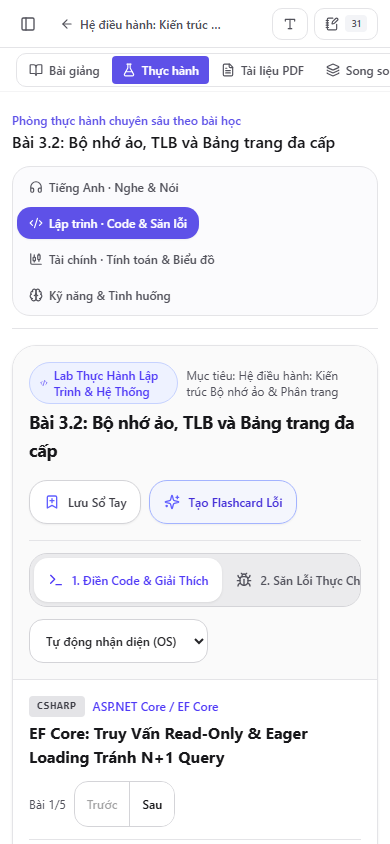 Hệ điều hành: Kiến trúc ...
31
Bài giảng
Thực hành
Tài liệu PDF
Song so
Phòng thực hành chuyên sâu theo bài học
Bài 3.2: Bộ nhớ ảo, TLB và Bảng trang đa cấp
Tiếng Anh · Nghe & Nói
Lập trình · Code & Săn lỗi
Tài chính · Tính toán & Biểu đồ
Kỹ năng & Tình huống
Lab Thực Hành Lập
Trình & Hệ Thống
Mục tiêu: Hệ điều hành: Kiến
trúc Bộ nhớ ảo & Phân trang
Bài 3.2: Bộ nhớ ảo, TLB và Bảng trang đa
cấp
Lưu Sổ Tay
Tạo Flashcard Lỗi
1. Điền Code & Giải Thích
2. Săn Lỗi Thực Ch
Tự động nhận diện (OS)
CSHARP
ASP.NET Core / EF Core
EF Core: Truy Vấn Read-Only & Eager
Loading Tránh N+1 Query
Bài 1/5
Trước
Sau